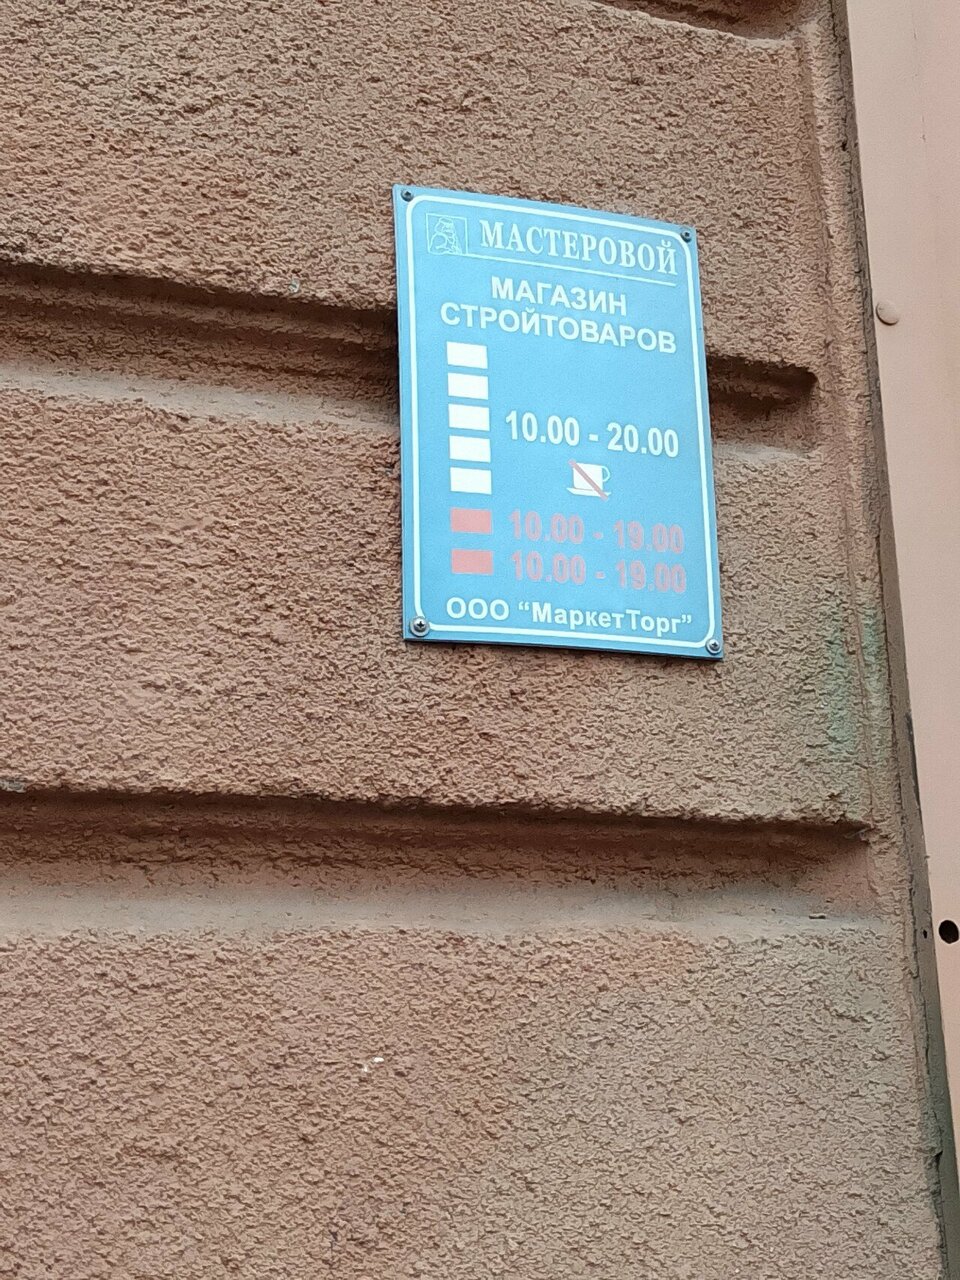 МАСТЕРОВОЙ
МАГАЗИН
СТРОЙТОВАРОВ
10.00 - 20.00
10.00 - 19.00
10.00 - 19.00
ООО “МаркетТорг”